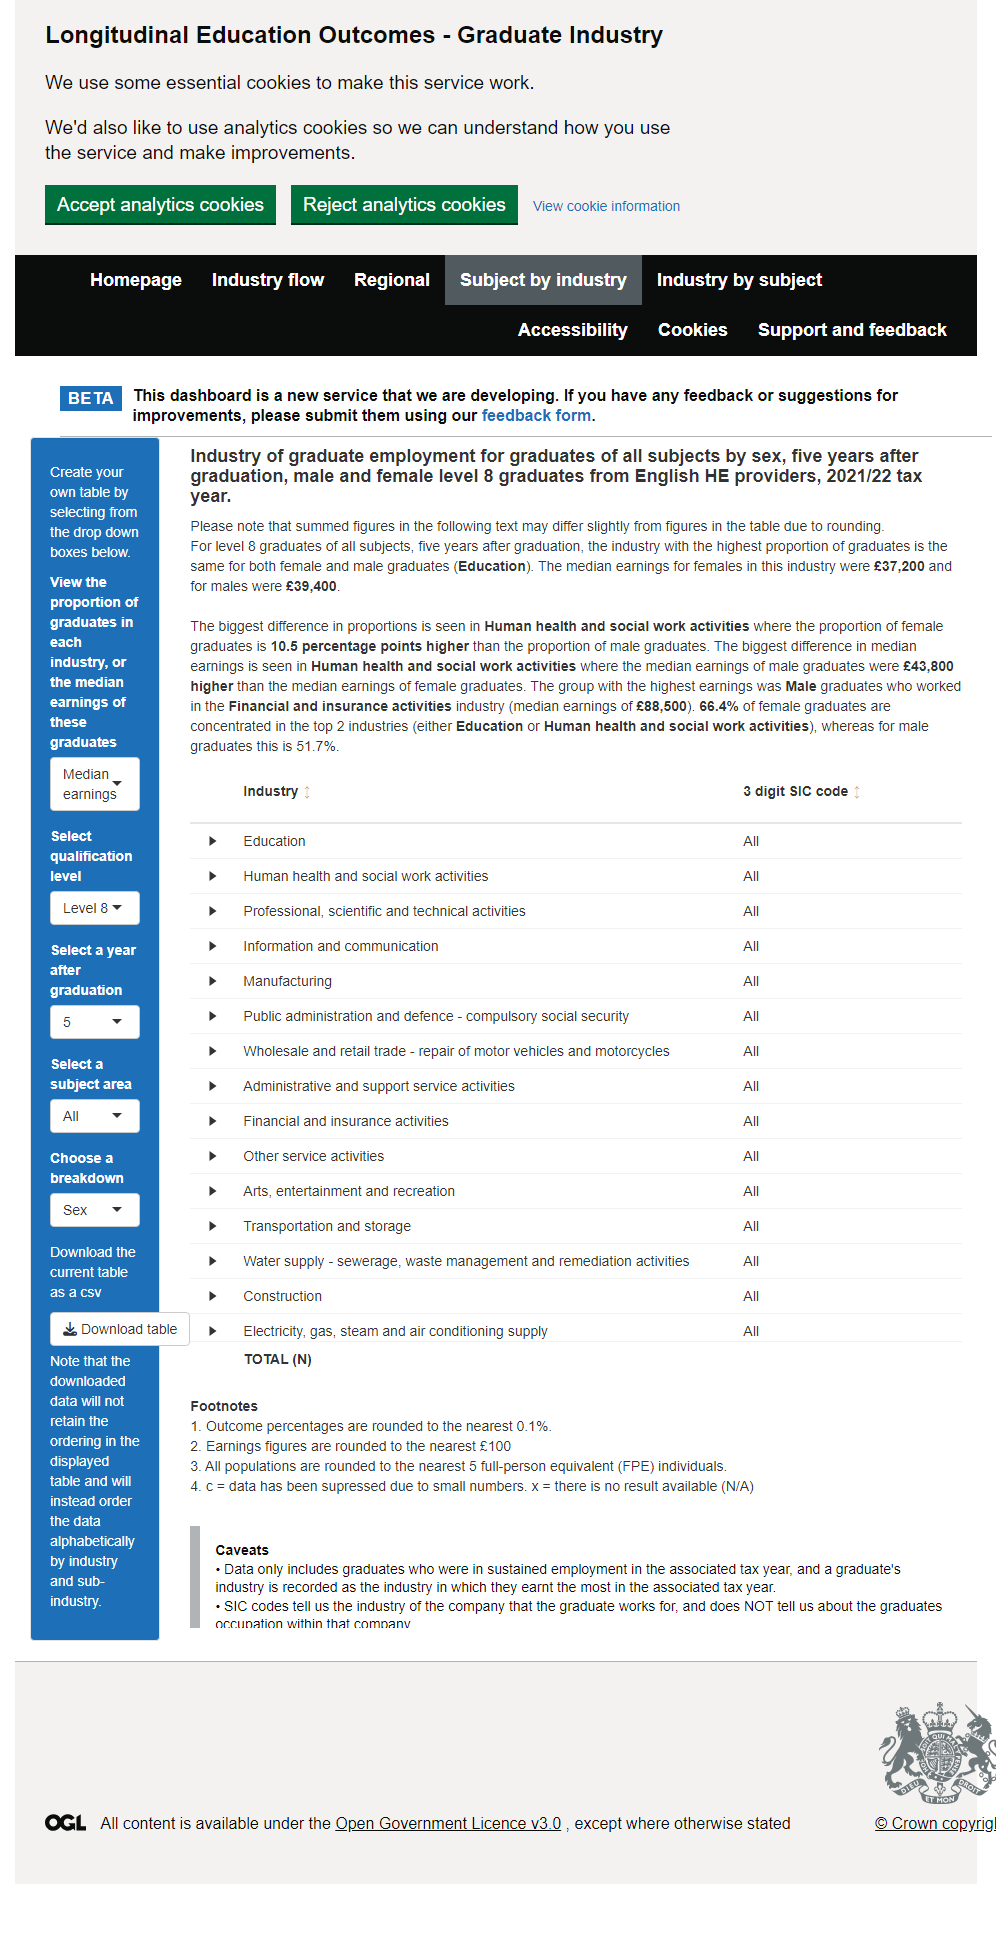 Longitudinal Education Outcomes - Graduate Industry
We use some essential cookies to make this service work.
We'd also like to use analytics cookies so we can understand how you use
the service and make improvements.
Accept analytics cookies
Reject analytics cookies
View cookie information
Homepage
Industry flow
Regional
Subject by industry
Industry by subject
Accessibility
Cookies
Support and feedback
BETA
This dashboard is a new service that we are developing. If you have any feedback or suggestions for
improvements, please submit them using our feedback form.
Create your
own table by
selecting from
the drop down
boxes below.
View the
proportion of
graduates in
each
industry, or
the median
earnings of
these
graduates
Median
earnings
Select
qualification
level
Level 8
Select a year
after
graduation
5
Select a
subject area
All
Choose a
breakdown
Sex
Download the
current table
as a csv
Download table
Note that the
downloaded
data will not
retain the
ordering in the
displayed
table and will
instead order
the data
alphabetically
by industry
and sub-
industry.
Industry of graduate employment for graduates of all subjects by sex, five years after
graduation, male and female level 8 graduates from English HE providers, 2021/22 tax
year.
Please note that summed figures in the following text may differ slightly from figures in the table due to rounding.
For level 8 graduates of all subjects, five years after graduation, the industry with the highest proportion of graduates is the
same for both female and male graduates (Education). The median earnings for females in this industry were £37,200 and
for males were £39,400.
The biggest difference in proportions is seen in Human health and social work activities where the proportion of female
graduates is 10.5 percentage points higher than the proportion of male graduates. The biggest difference in median
earnings is seen in Human health and social work activities where the median earnings of male graduates were £43,800
higher than the median earnings of female graduates. The group with the highest earnings was Male graduates who worked
in the Financial and insurance activities industry (median earnings of £88,500). 66.4% of female graduates are
concentrated in the top 2 industries (either Education or Human health and social work activities), whereas for male
graduates this is 51.7%.
Industry 3 digit SIC code
Education All
Human health and social work activities All
Professional, scientific and technical activities All
Information and communication All
Manufacturing All
Public administration and defence - compulsory social security All
Wholesale and retail trade - repair of motor vehicles and motorcycles All
Administrative and support service activities All
Financial and insurance activities All
Other service activities All
Arts, entertainment and recreation All
Transportation and storage All
Water supply - sewerage, waste management and remediation activities All
Construction All
Electricity, gas, steam and air conditioning supply All
TOTAL (N)
Footnotes
1. Outcome percentages are rounded to the nearest 0.1%.
2. Earnings figures are rounded to the nearest £100
3. All populations are rounded to the nearest 5 full-person equivalent (FPE) individuals.
4. c = data has been supressed due to small numbers. x = there is no result available (N/A)
Caveats
• Data only includes graduates who were in sustained employment in the associated tax year, and a graduate's
industry is recorded as the industry in which they earnt the most in the associated tax year.
• SIC codes tell us the industry of the company that the graduate works for, and does NOT tell us about the graduates
occupation within that company
OGL All content is available under the Open Government Licence v3.0 , except where otherwise stated
© Crown